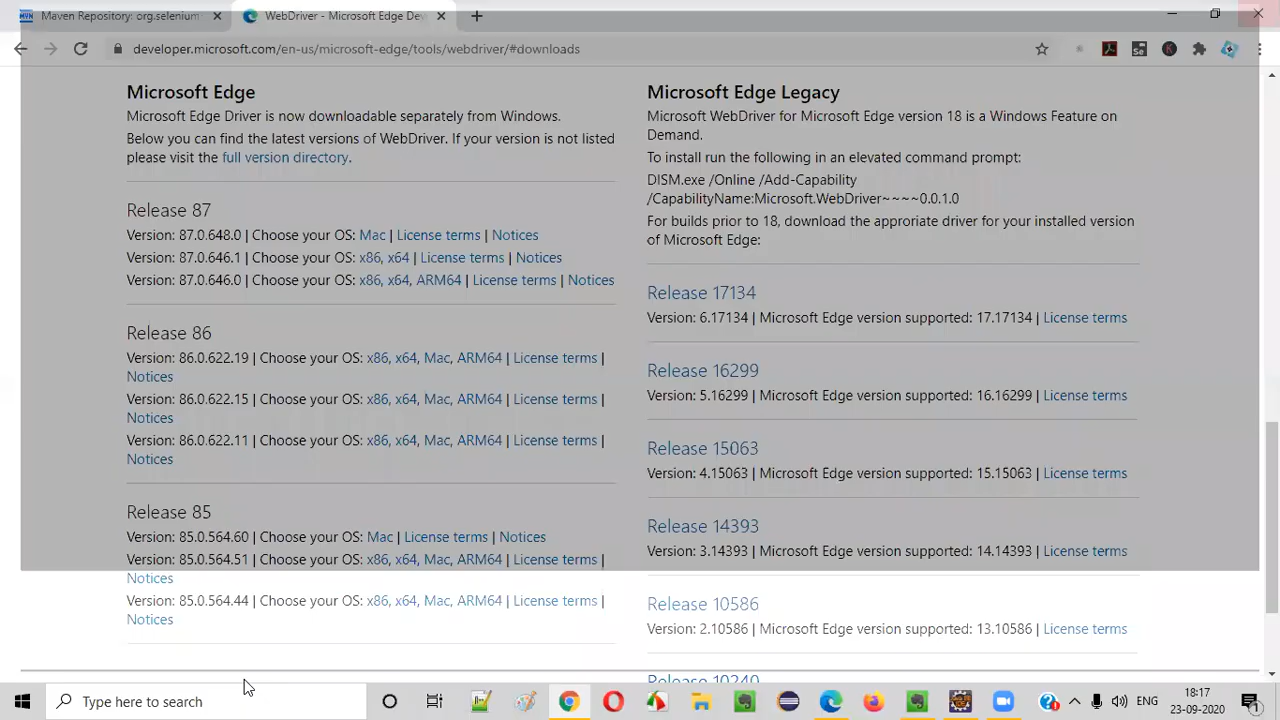 Maven Repository: org.selenium
WebDriver - Microsoft Edge Dev
developer.microsoft.com/en-us/microsoft-edge/tools/webdriver/#downloads
Microsoft Edge
Microsoft Edge Driver is now downloadable separately from Windows.
Below you can find the latest versions of WebDriver. If your version is not listed
please visit the full version directory.
Release 87
Version: 87.0.648.0 | Choose your OS: Mac | License terms | Notices
Version: 87.0.646.1 | Choose your OS: x86, x64 | License terms | Notices
Version: 87.0.646.0 | Choose your OS: x86, x64, ARM64 | License terms | Notices
Release 86
Version: 86.0.622.19 | Choose your OS: x86, x64, Mac, ARM64 | License terms |
Notices
Version: 86.0.622.15 | Choose your OS: x86, x64, Mac, ARM64 | License terms |
Notices
Version: 86.0.622.11 | Choose your OS: x86, x64, Mac, ARM64 | License terms |
Notices
Release 85
Version: 85.0.564.60 | Choose your OS: Mac | License terms | Notices
Version: 85.0.564.51 | Choose your OS: x86, x64, Mac, ARM64 | License terms |
Notices
Version: 85.0.564.44 | Choose your OS: x86, x64, Mac, ARM64 | License terms |
Notices
Microsoft Edge Legacy
Microsoft WebDriver for Microsoft Edge version 18 is a Windows Feature on
Demand.
To install run the following in an elevated command prompt:
DISM.exe /Online /Add-Capability
/CapabilityName:Microsoft.WebDriver~~~~0.0.1.0
For builds prior to 18, download the approriate driver for your installed version
of Microsoft Edge:
Release 17134
Version: 6.17134 | Microsoft Edge version supported: 17.17134 | License terms
Release 16299
Version: 5.16299 | Microsoft Edge version supported: 16.16299 | License terms
Release 15063
Version: 4.15063 | Microsoft Edge version supported: 15.15063 | License terms
Release 14393
Version: 3.14393 | Microsoft Edge version supported: 14.14393 | License terms
Release 10586
Version: 2.10586 | Microsoft Edge version supported: 13.10586 | License terms
Release 10240
Type here to search
ENG
18:17
23-09-2020